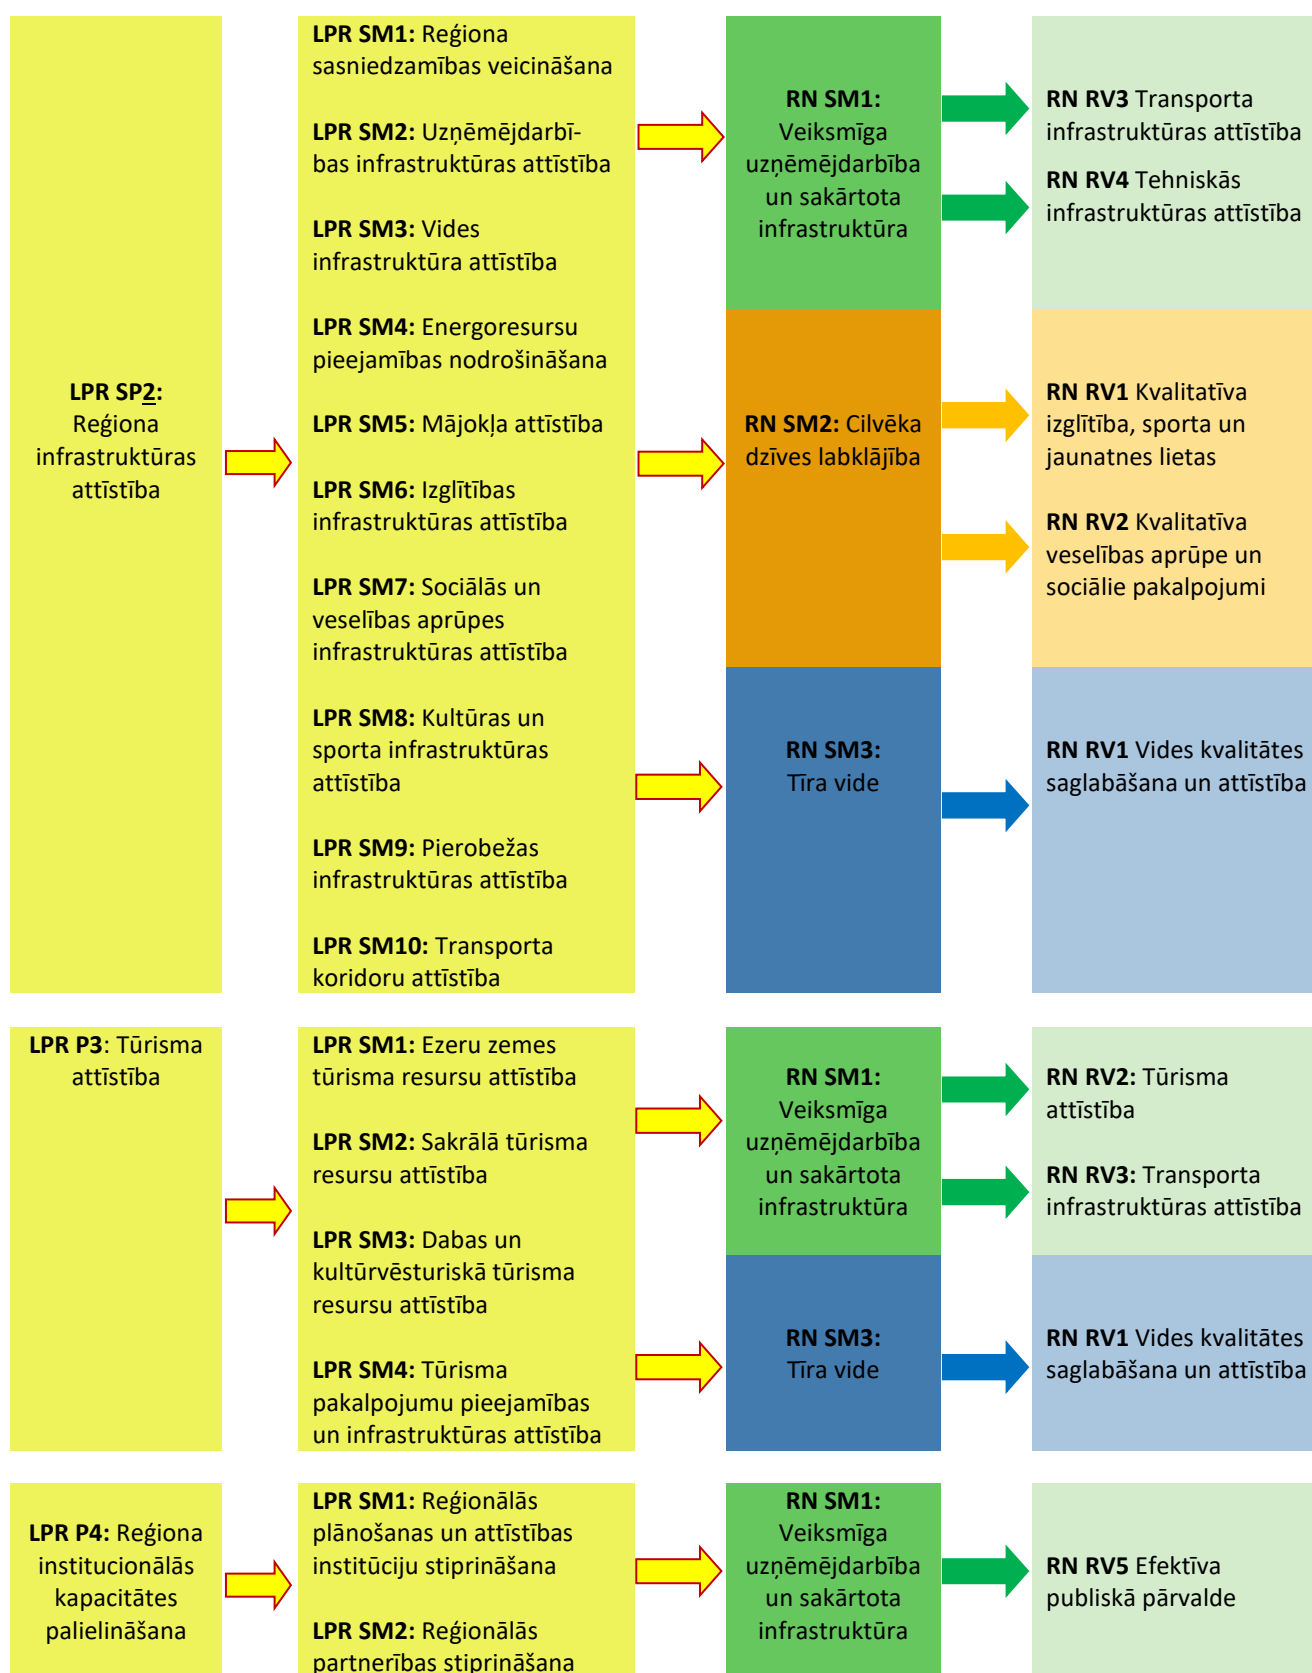 LPR SP2:
Reģiona
infrastruktūras
attīstība
LPR SM1: Reģiona
sasniedzamības veicināšana
LPR SM2: Uzņēmējdarbī-
bas infrastruktūras attīstība
LPR SM3: Vides
infrastruktūra attīstība
LPR SM4: Energoresursu
pieejamības nodrošināšana
LPR SM5: Mājokļa attīstība
LPR SM6: Izglītības
infrastruktūras attīstība
LPR SM7: Sociālās un
veselības aprūpes
infrastruktūras attīstība
LPR SM8: Kultūras un
sporta infrastruktūras
attīstība
LPR SM9: Pierobežas
infrastruktūras attīstība
LPR SM10: Transporta
koridoru attīstība
RN SM1:
Veiksmīga
uzņēmējdarbība
un sakārtota
infrastruktūra
RN RV3 Transporta
infrastruktūras attīstība
RN RV4 Tehniskās
infrastruktūras attīstība
RN SM2: Cilvēka
dzīves labklājība
RN RV1 Kvalitatīva
izglītība, sporta un
jaunatnes lietas
RN RV2 Kvalitatīva
veselības aprūpe un
sociālie pakalpojumi
RN SM3:
Tīra vide
RN RV1 Vides kvalitātes
saglabāšana un attīstība
LPR P3: Tūrisma
attīstība
LPR SM1: Ezeru zemes
tūrisma resursu attīstība
LPR SM2: Sakrālā tūrisma
resursu attīstība
LPR SM3: Dabas un
kultūrvēsturiskā tūrisma
resursu attīstība
LPR SM4: Tūrisma
pakalpojumu pieejamības
un infrastruktūras attīstība
RN SM1:
Veiksmīga
uzņēmējdarbība
un sakārtota
infrastruktūra
RN RV2: Tūrisma
attīstība
RN RV3: Transporta
infrastruktūras attīstība
RN SM3:
Tīra vide
RN RV1 Vides kvalitātes
saglabāšana un attīstība
LPR P4: Reģiona
institucionālās
kapacitātes
palielināšana
LPR SM1: Reģionālās
plānošanas un attīstības
institūciju stiprināšana
LPR SM2: Reģionālās
partnerības stiprināšana
RN SM1:
Veiksmīga
uzņēmējdarbība
un sakārtota
infrastruktūra
RN RV5 Efektīva
publiskā pārvalde